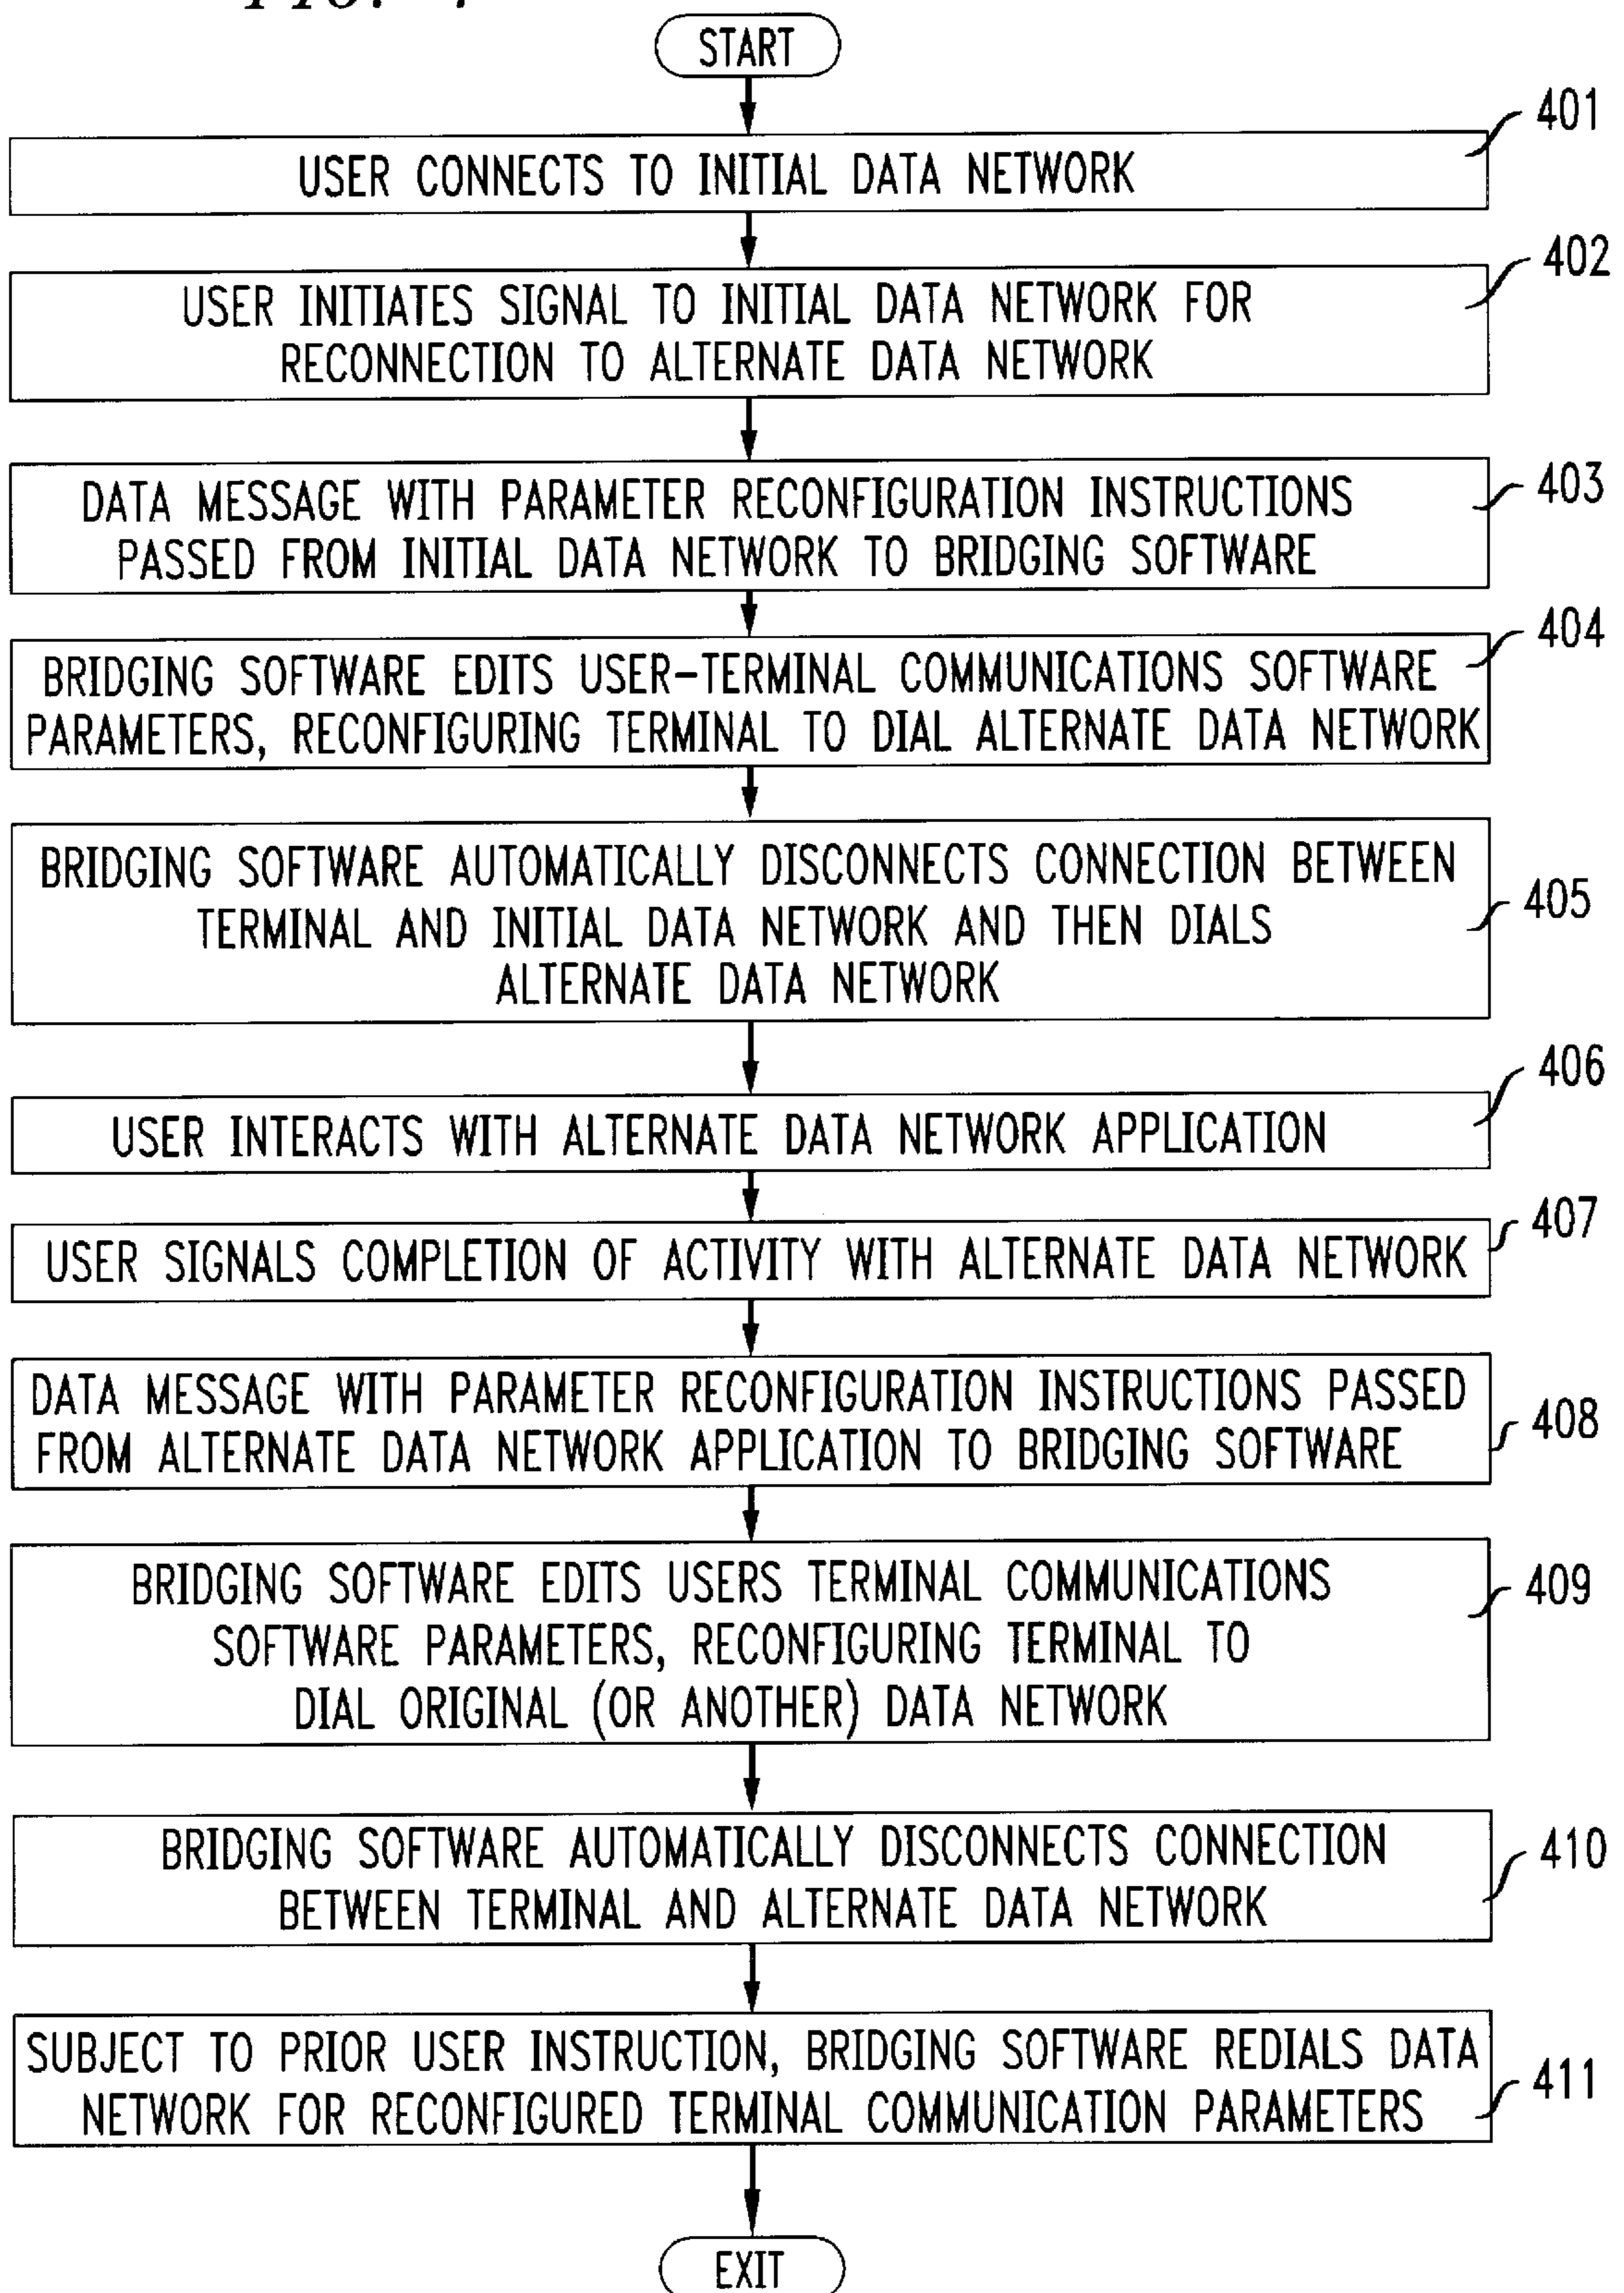 START
401
USER CONNECTS TO INITIAL DATA NETWORK
402
USER INITIATES SIGNAL TO INITIAL DATA NETWORK FOR
RECONNECTION TO ALTERNATE DATA NETWORK
403
DATA MESSAGE WITH PARAMETER RECONFIGURATION INSTRUCTIONS
PASSED FROM INITIAL DATA NETWORK TO BRIDGING SOFTWARE
404
BRIDGING SOFTWARE EDITS USER-TERMINAL COMMUNICATIONS SOFTWARE
PARAMETERS, RECONFIGURING TERMINAL TO DIAL ALTERNATE DATA NETWORK
BRIDGING SOFTWARE AUTOMATICALLY DISCONNECTS CONNECTION BETWEEN
405
TERMINAL AND INITIAL DATA NETWORK AND THEN DIALS
ALTERNATE DATA NETWORK
406
USER INTERACTS WITH ALTERNATE DATA NETWORK APPLICATION
407
USER SIGNALS COMPLETION OF ACTIVITY WITH ALTERNATE DATA NETWORK
DATA MESSAGE WITH PARAMETER RECONFIGURATION INSTRUCTIONS PASSED
408
FROM ALTERNATE DATA NETWORK APPLICATION TO BRIDGING SOFTWARE
BRIDGING SOFTWARE EDITS USERS TERMINAL COMMUNICATIONS
409
SOFTWARE PARAMETERS, RECONFIGURING TERMINAL TO
DIAL ORIGINAL (OR ANOTHER) DATA NETWORK
BRIDGING SOFTWARE AUTOMATICALLY DISCONNECTS CONNECTION
410
BETWEEN TERMINAL AND ALTERNATE DATA NETWORK
SUBJECT TO PRIOR USER INSTRUCTION, BRIDGING SOFTWARE REDIALS DATA
411
NETWORK FOR RECONFIGURED TERMINAL COMMUNICATION PARAMETERS
EXIT